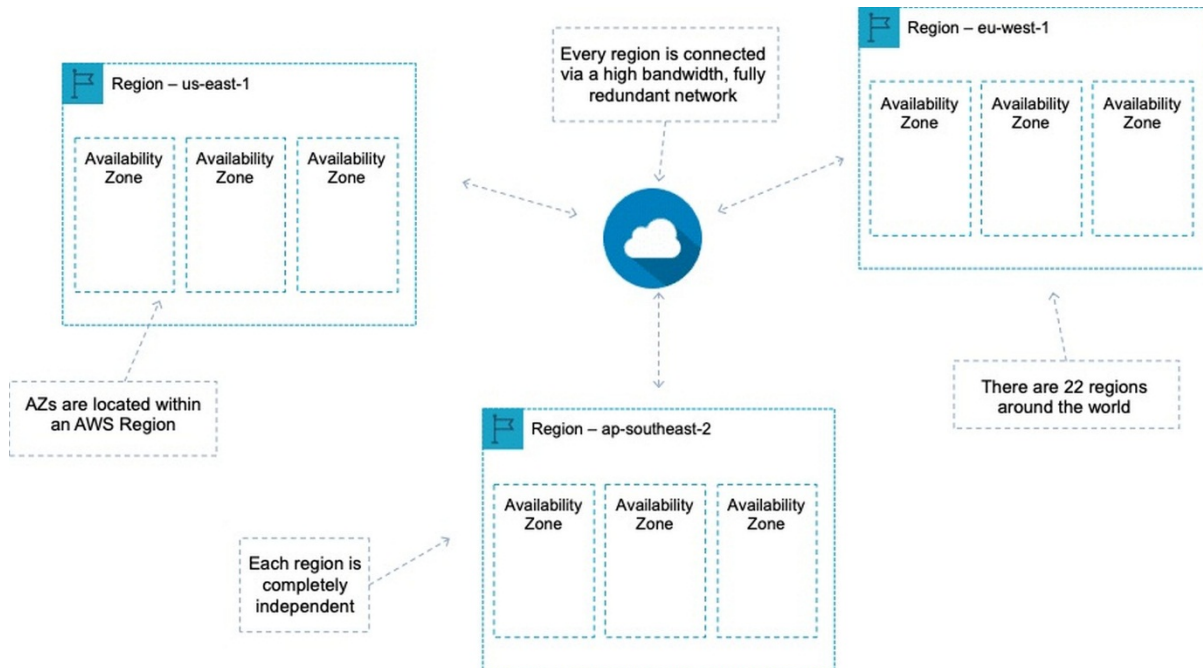 Region – us-east-1
Availability
Zone
Availability
Zone
Availability
Zone
AZs are located within
an AWS Region
Every region is connected
via a high bandwidth, fully
redundant network
Region – eu-west-1
Availability
Zone
Availability
Zone
Availability
Zone
There are 22 regions
around the world
Region – ap-southeast-2
Availability
Zone
Availability
Zone
Availability
Zone
Each region is
completely
independent